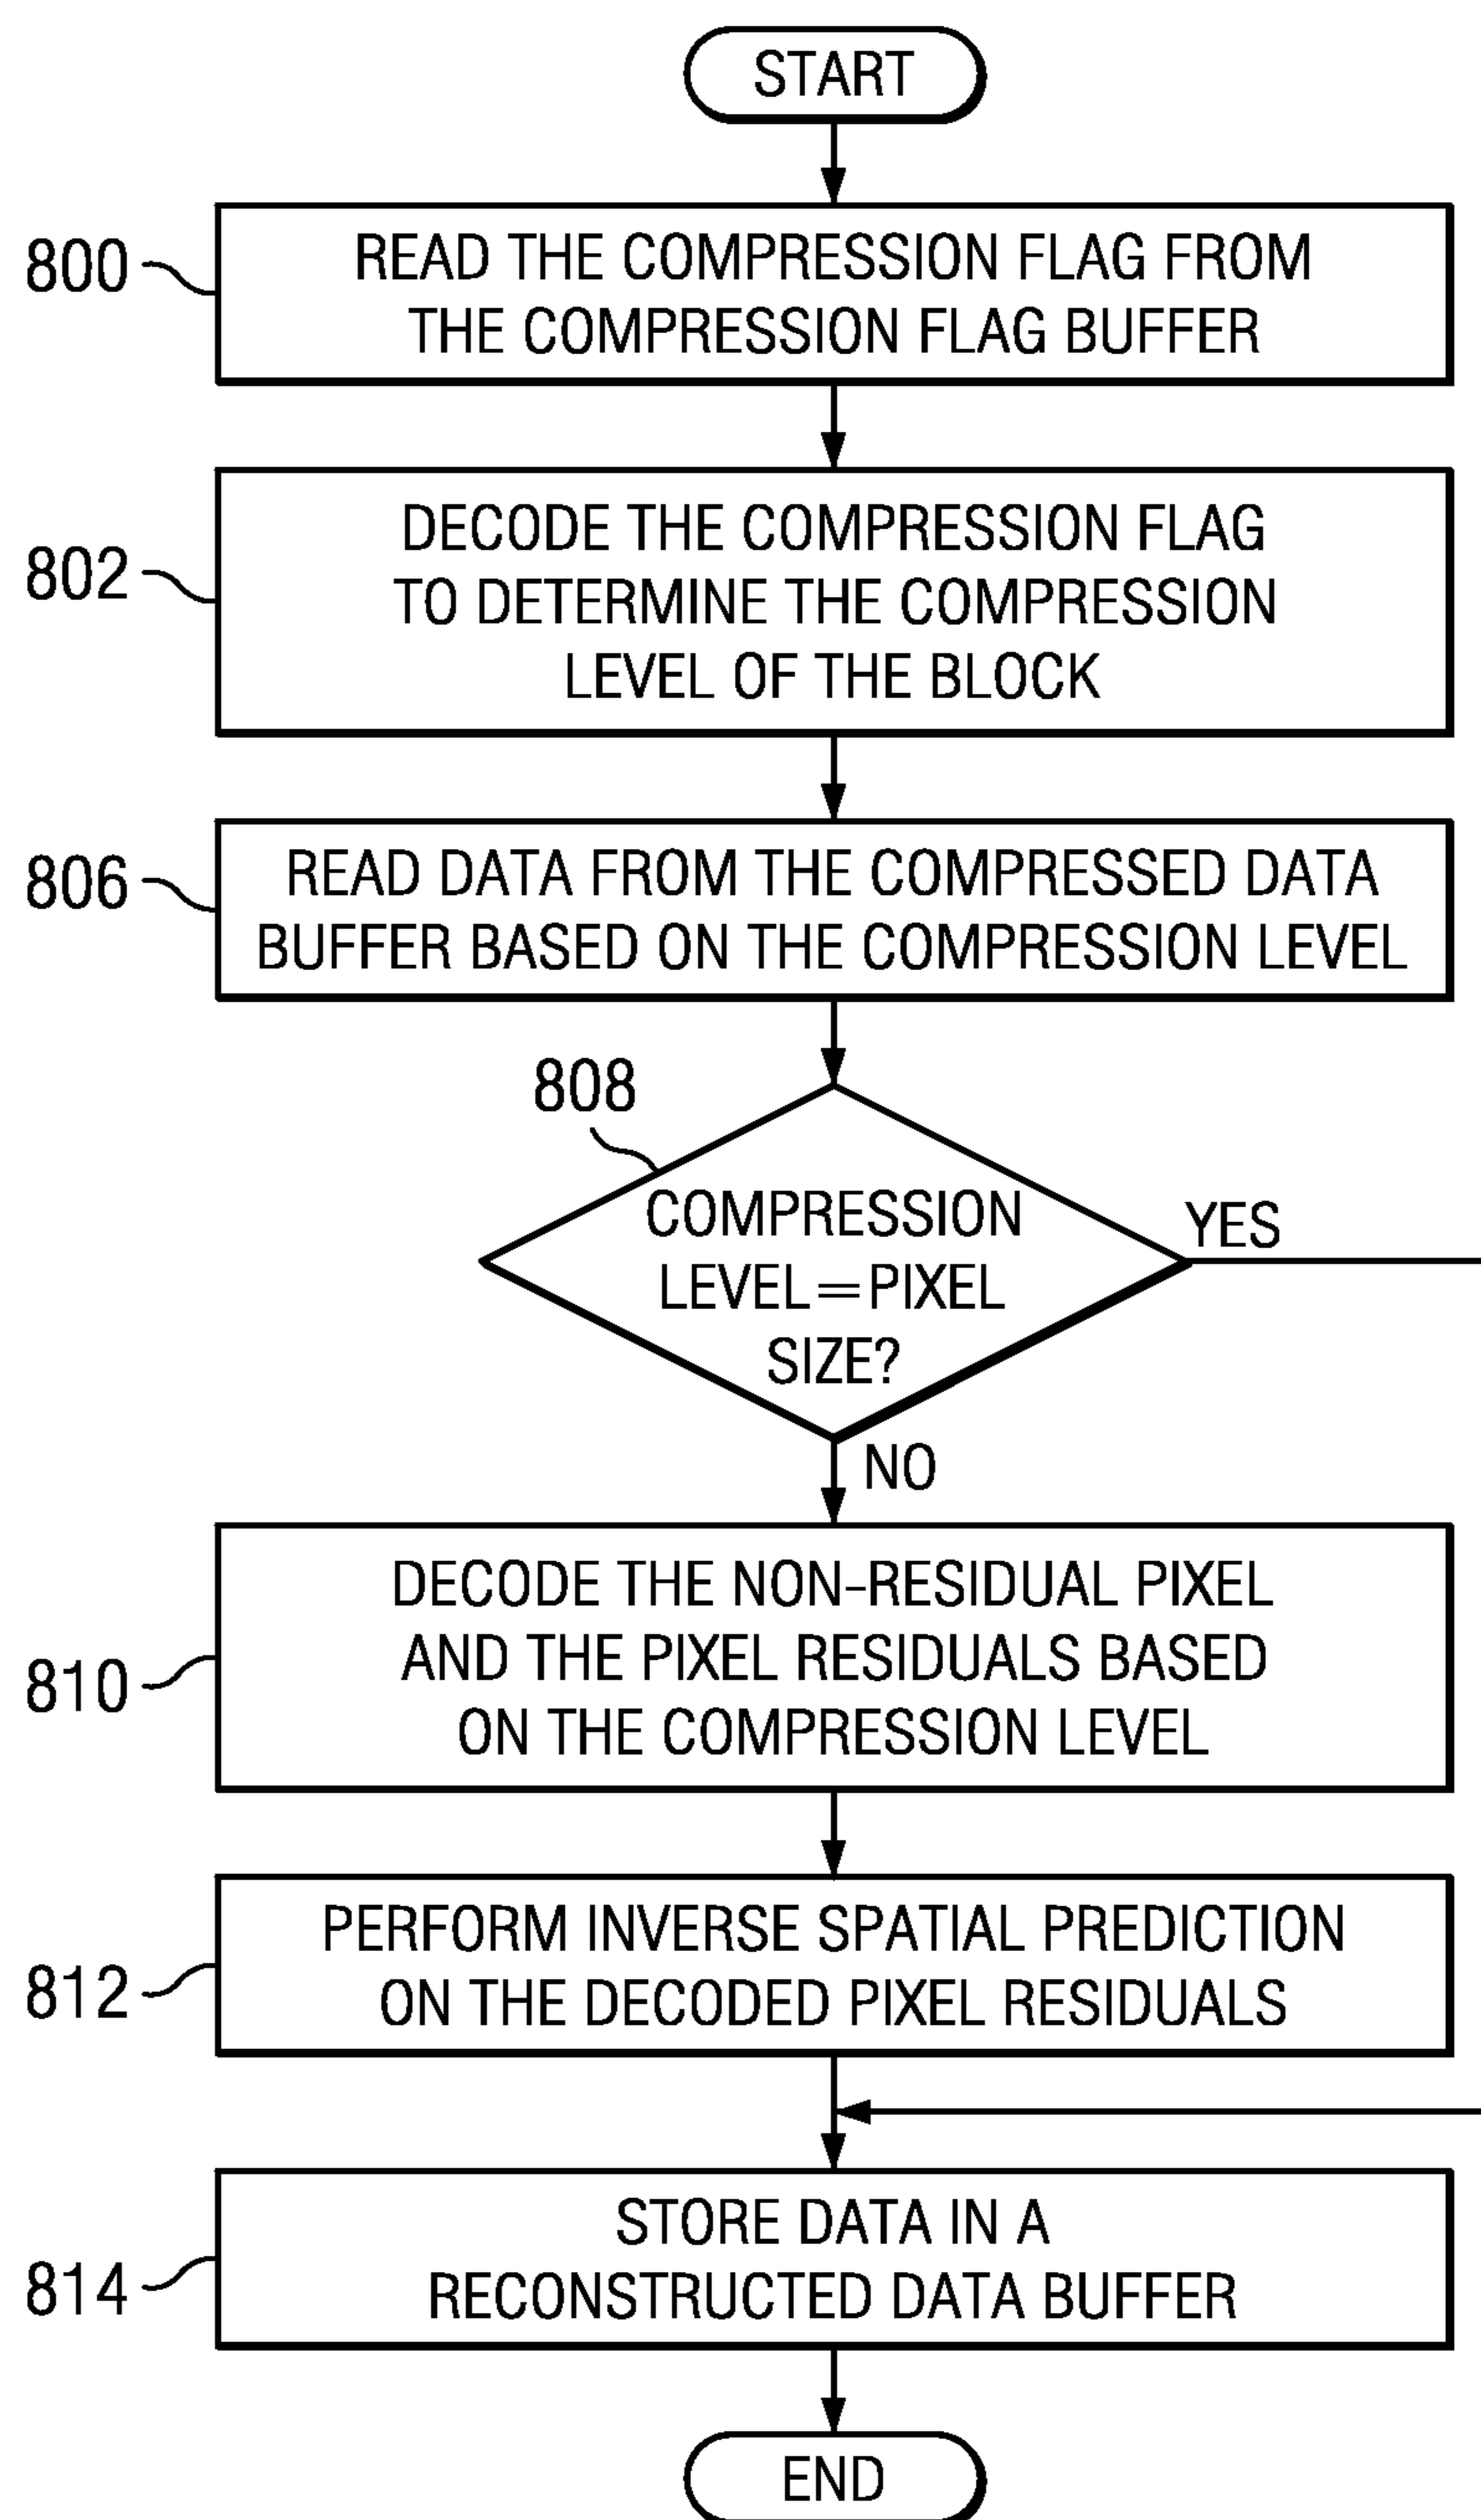 START
800
READ THE COMPRESSION FLAG FROM
THE COMPRESSION FLAG BUFFER
802
DECODE THE COMPRESSION FLAG
TO DETERMINE THE COMPRESSION
LEVEL OF THE BLOCK
806
READ DATA FROM THE COMPRESSED DATA
BUFFER BASED ON THE COMPRESSION LEVEL
808
COMPRESSION
LEVEL=PIXEL
SIZE?
YES
NO
810
DECODE THE NON-RESIDUAL PIXEL
AND THE PIXEL RESIDUALS BASED
ON THE COMPRESSION LEVEL
812
PERFORM INVERSE SPATIAL PREDICTION
ON THE DECODED PIXEL RESIDUALS
814
STORE DATA IN A
RECONSTRUCTED DATA BUFFER
END